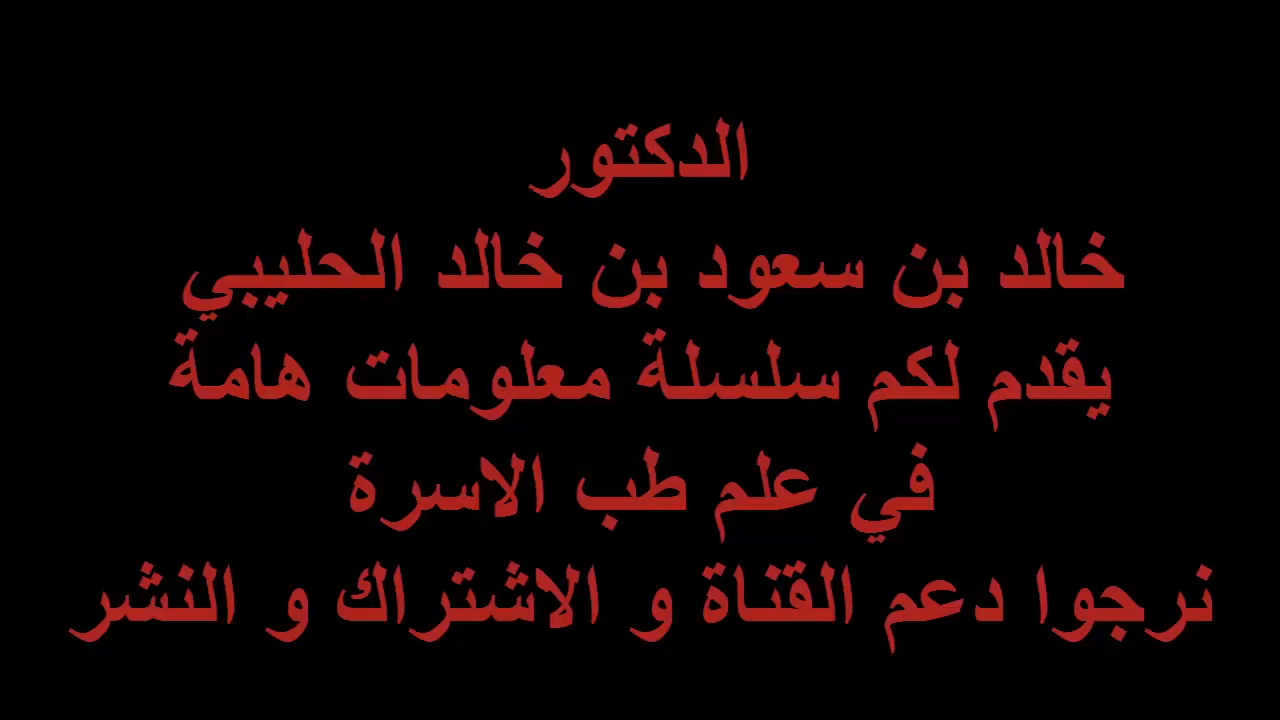 الدكتور
خالد بن سعود بن خالد الحليبي
يقدم لكم سلسلة معلومات هامة
في علم طب الاسرة
نرجوا دعم القناة و الاشتراك و النشر